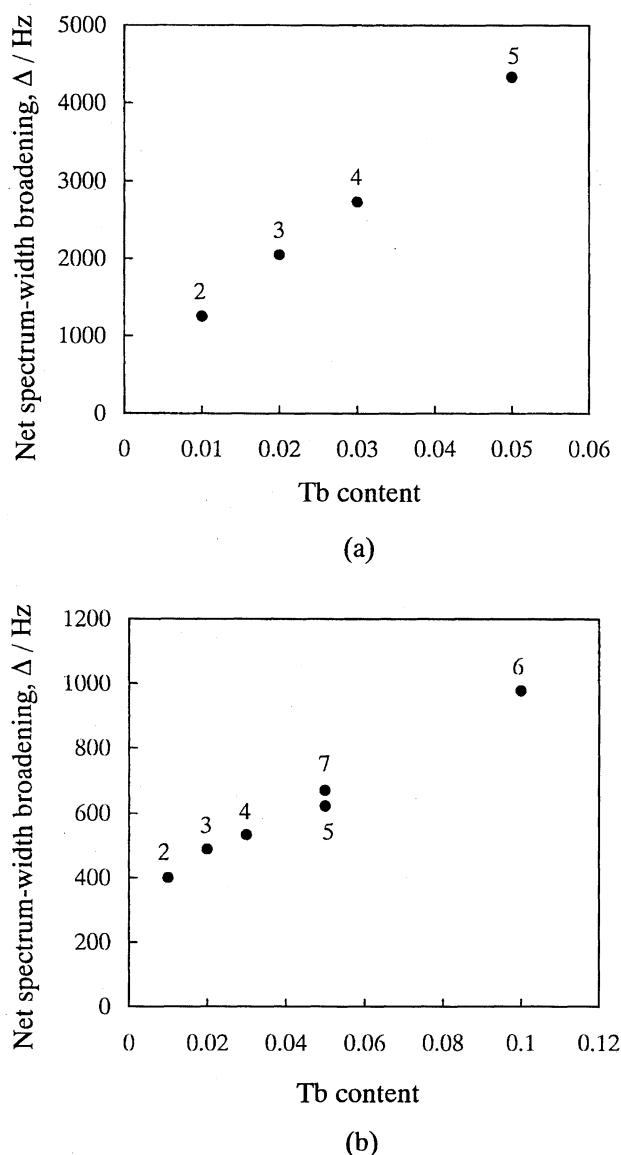 5000
4000
3000
2000
1000
0
Net spectrum-width broadening, Δ / Hz
2
3
4
5
0 0.01 0.02 0.03 0.04 0.05 0.06
Tb content
(a)
1200
1000
800
600
400
200
0
Net spectrum-width broadening, Δ / Hz
2
3
4
7
5
6
0 0.02 0.04 0.06 0.08 0.1 0.12
Tb content
(b)